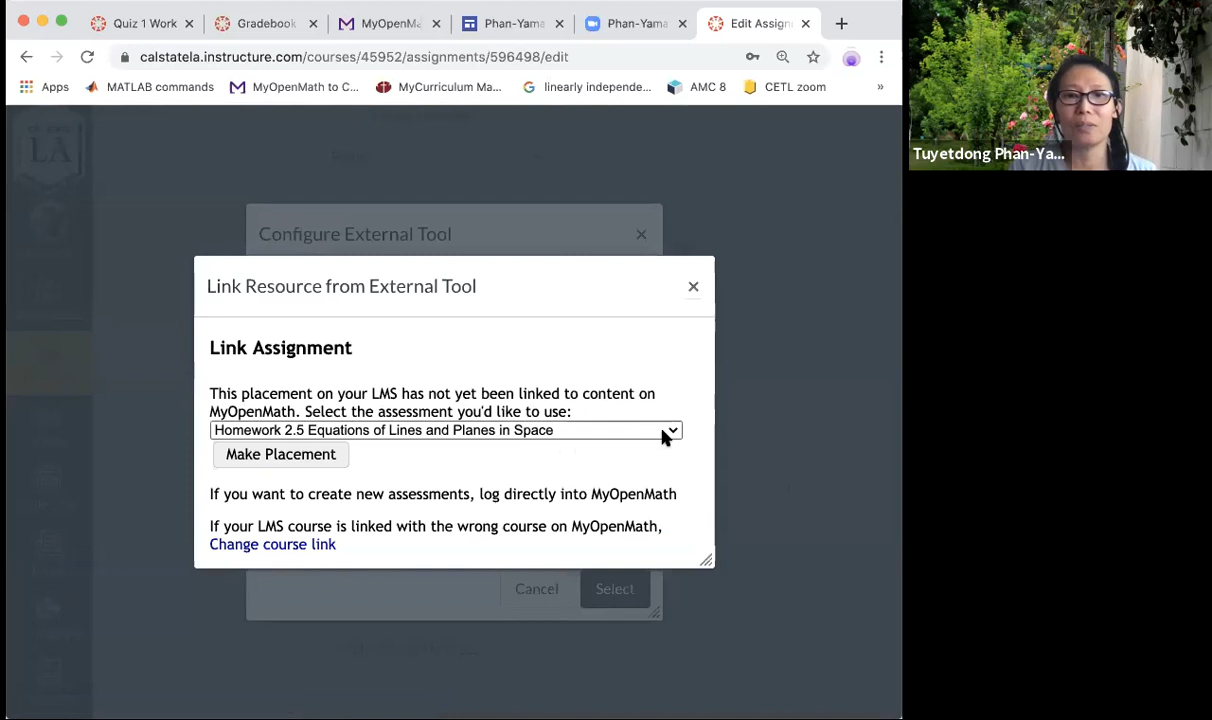 Quiz 1 Work
Gradebook
MyOpenMa
Phan-Yama
Phan-Yama
Edit Assign
calstatela.instructure.com/courses/45952/assignments/596498/edit
Apps
MATLAB commands
MyOpenMath to C...
MyCurriculum Ma...
linearly independe...
AMC 8
CETL zoom
»
Tuyetdong Phan-Ya...
LA
Configure External Tool
Link Resource from External Tool
Link Assignment
This placement on your LMS has not yet been linked to content on
MyOpenMath. Select the assessment you'd like to use:
Homework 2.5 Equations of Lines and Planes in Space
Make Placement
If you want to create new assessments, log directly into MyOpenMath
If your LMS course is linked with the wrong course on MyOpenMath,
Change course link
Cancel
Select